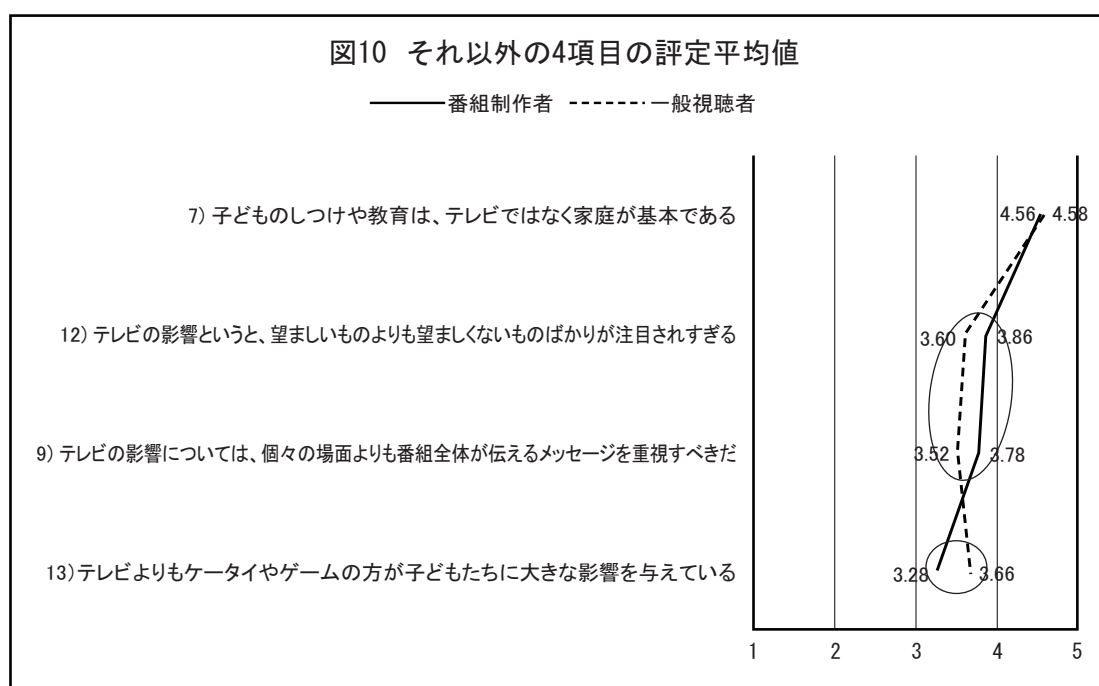 図10 それ以外の4項目の評定平均値
番組制作者 一般視聴者
7) 子どものしつけや教育は、テレビではなく家庭が基本である
4.56 4.58
12) テレビの影響というと、望ましいものよりも望ましくないものばかりが注目されすぎる
3.60 3.86
9) テレビの影響については、個々の場面よりも番組全体が伝えるメッセージを重視すべきだ
3.52 3.78
13)テレビよりもケータイやゲームの方が子どもたちに大きな影響を与えている
3.28 3.66
1 2 3 4 5